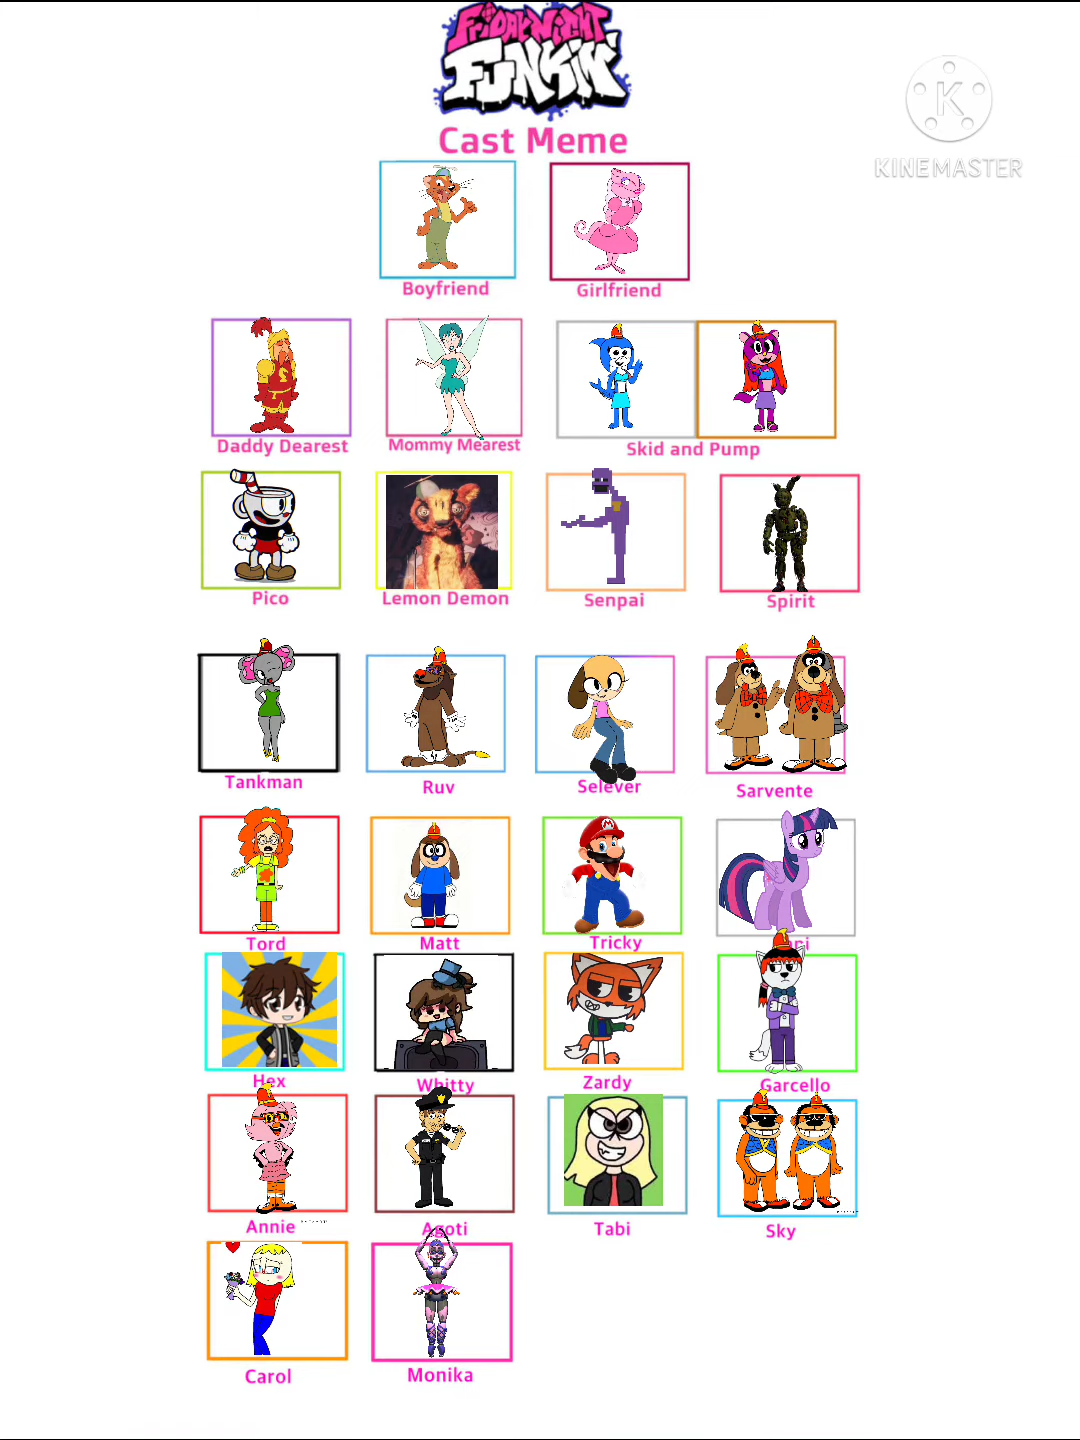 FRiDAY NiGHT
FUNKiN'
K
KINEMASTER
Cast Meme
Boyfriend
Girlfriend
Daddy Dearest
Mommy Mearest
Skid and Pump
Pico
Lemon Demon
Senpai
Spirit
Tankman
Ruv
Selever
Sarvente
M
Tord
Matt
Tricky
Hex
Whitty
Zardy
Garcello
Annie
Agoti
Tabi
Sky
Carol
Monika